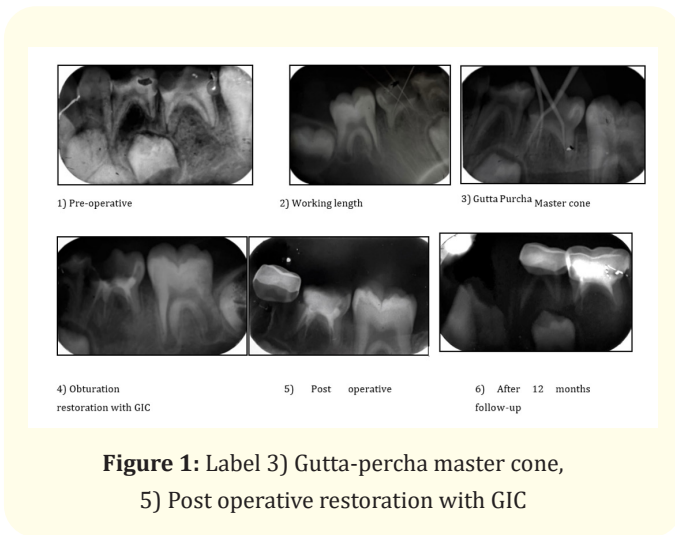 1) Pre-operative
2) Working length
3) Gutta Purcha Master cone
4) Obturation
restoration with GIC
5) Post operative
6) After 12 months
follow-up
Figure 1: Label 3) Gutta-percha master cone,
5) Post operative restoration with GIC